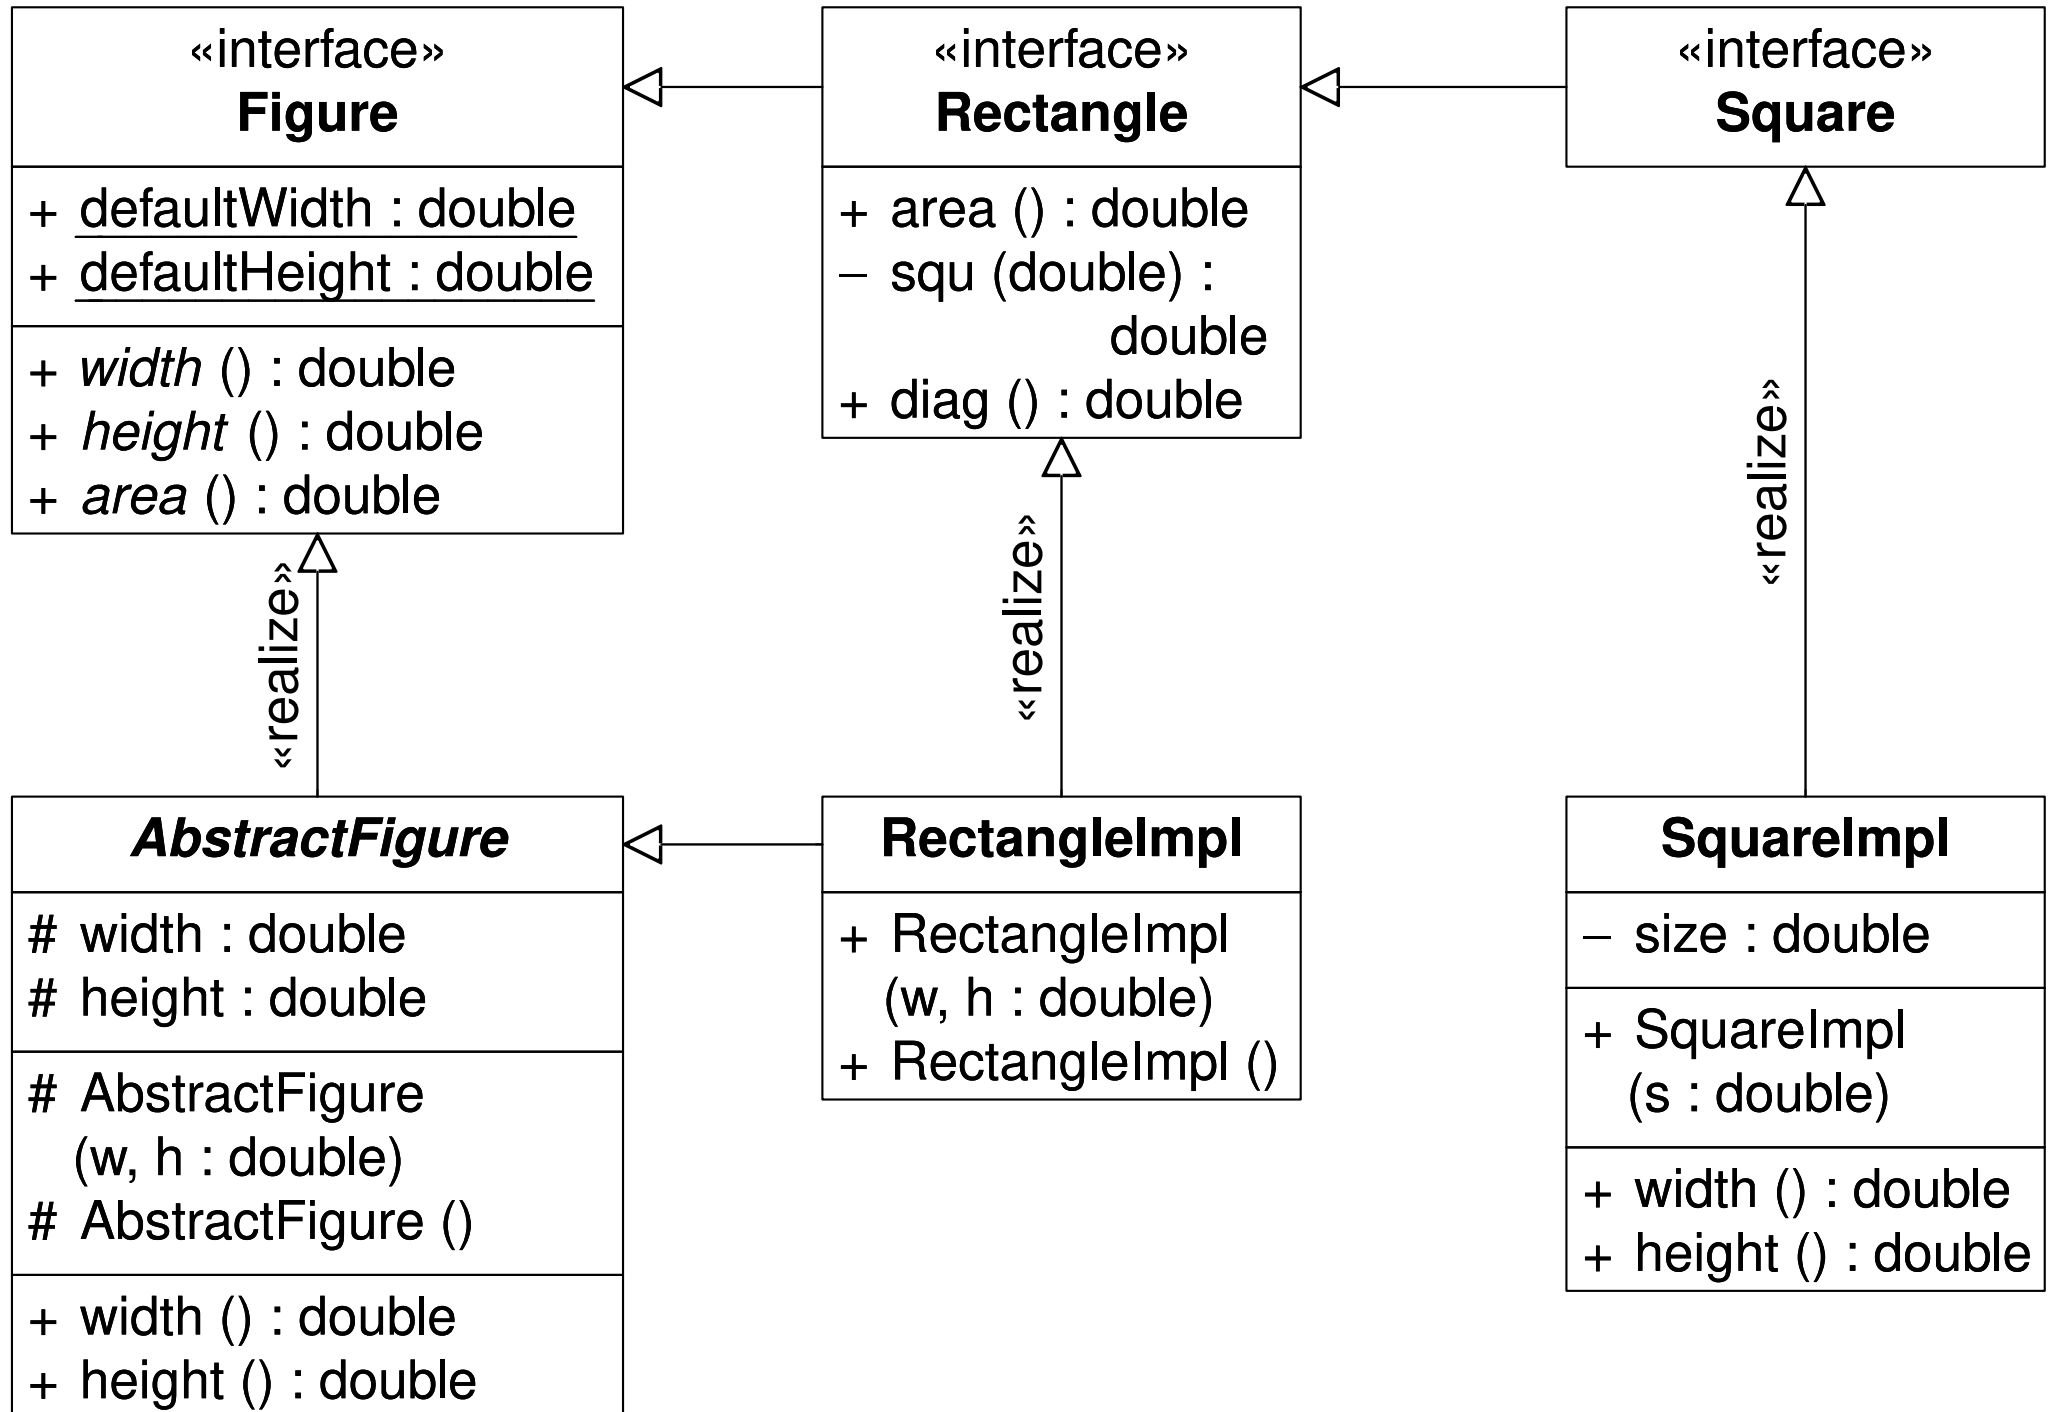 «interface»
Figure
+ defaultWidth : double
+ defaultHeight : double
+ width () : double
+ height () : double
+ area () : double
«interface»
Rectangle
+ area () : double
− squ (double) :
double
+ diag () : double
«interface»
Square
«realize»
«realize»
«realize»
AbstractFigure
# width : double
# height : double
# AbstractFigure
(w, h : double)
# AbstractFigure ()
+ width () : double
+ height () : double
RectangleImpl
+ RectangleImpl
(w, h : double)
+ RectangleImpl ()
SquareImpl
− size : double
+ SquareImpl
(s : double)
+ width () : double
+ height () : double